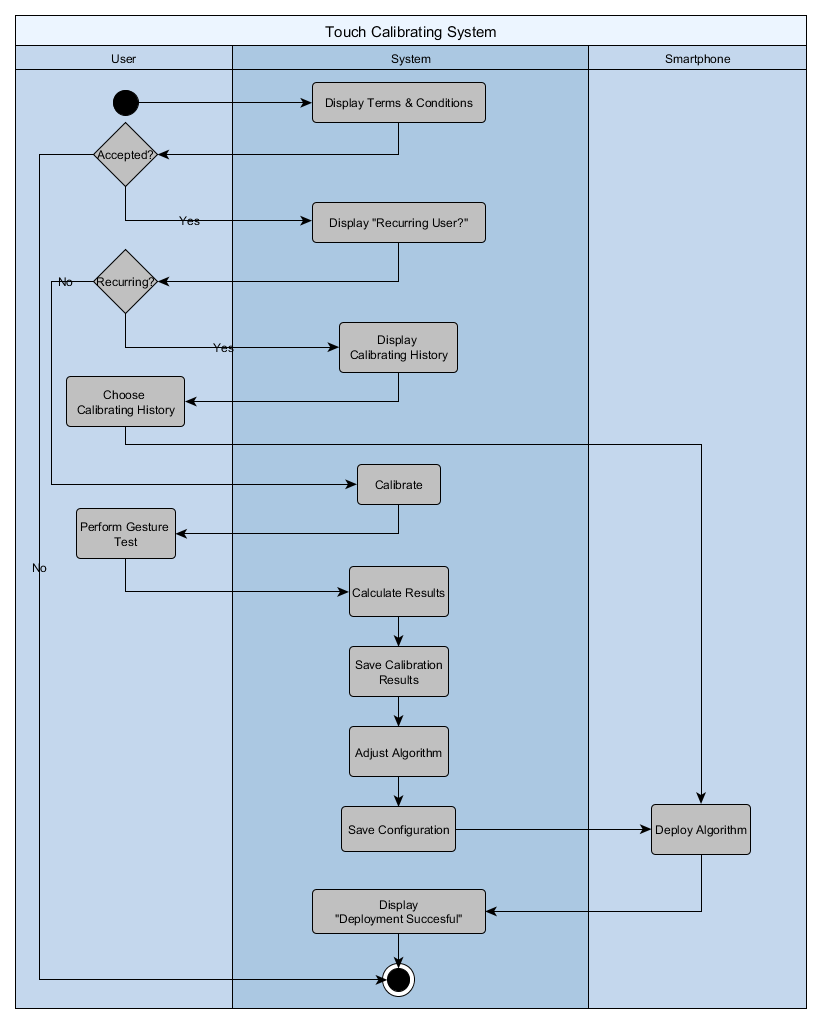 Touch Calibrating System
User
System
Smartphone
Display Terms & Conditions
Accepted?
Yes
Display "Recurring User?"
No
Recurring?
Yes
Display
Calibrating History
Choose
Calibrating History
Calibrate
Perform Gesture
Test
No
Calculate Results
Save Calibration
Results
Adjust Algorithm
Save Configuration
Deploy Algorithm
Display
"Deployment Succesful"